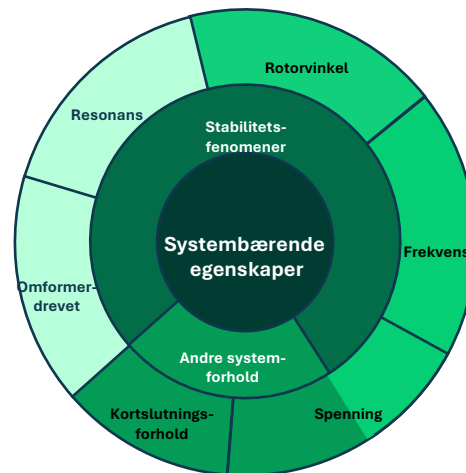 Rotorvinkel
Resonans
Stabilitets-
fenomener
Systembærende
egenskaper
Frekvens
Omformer-
drevet
Andre system-
forhold
Kortslutnings-
forhold
Spenning